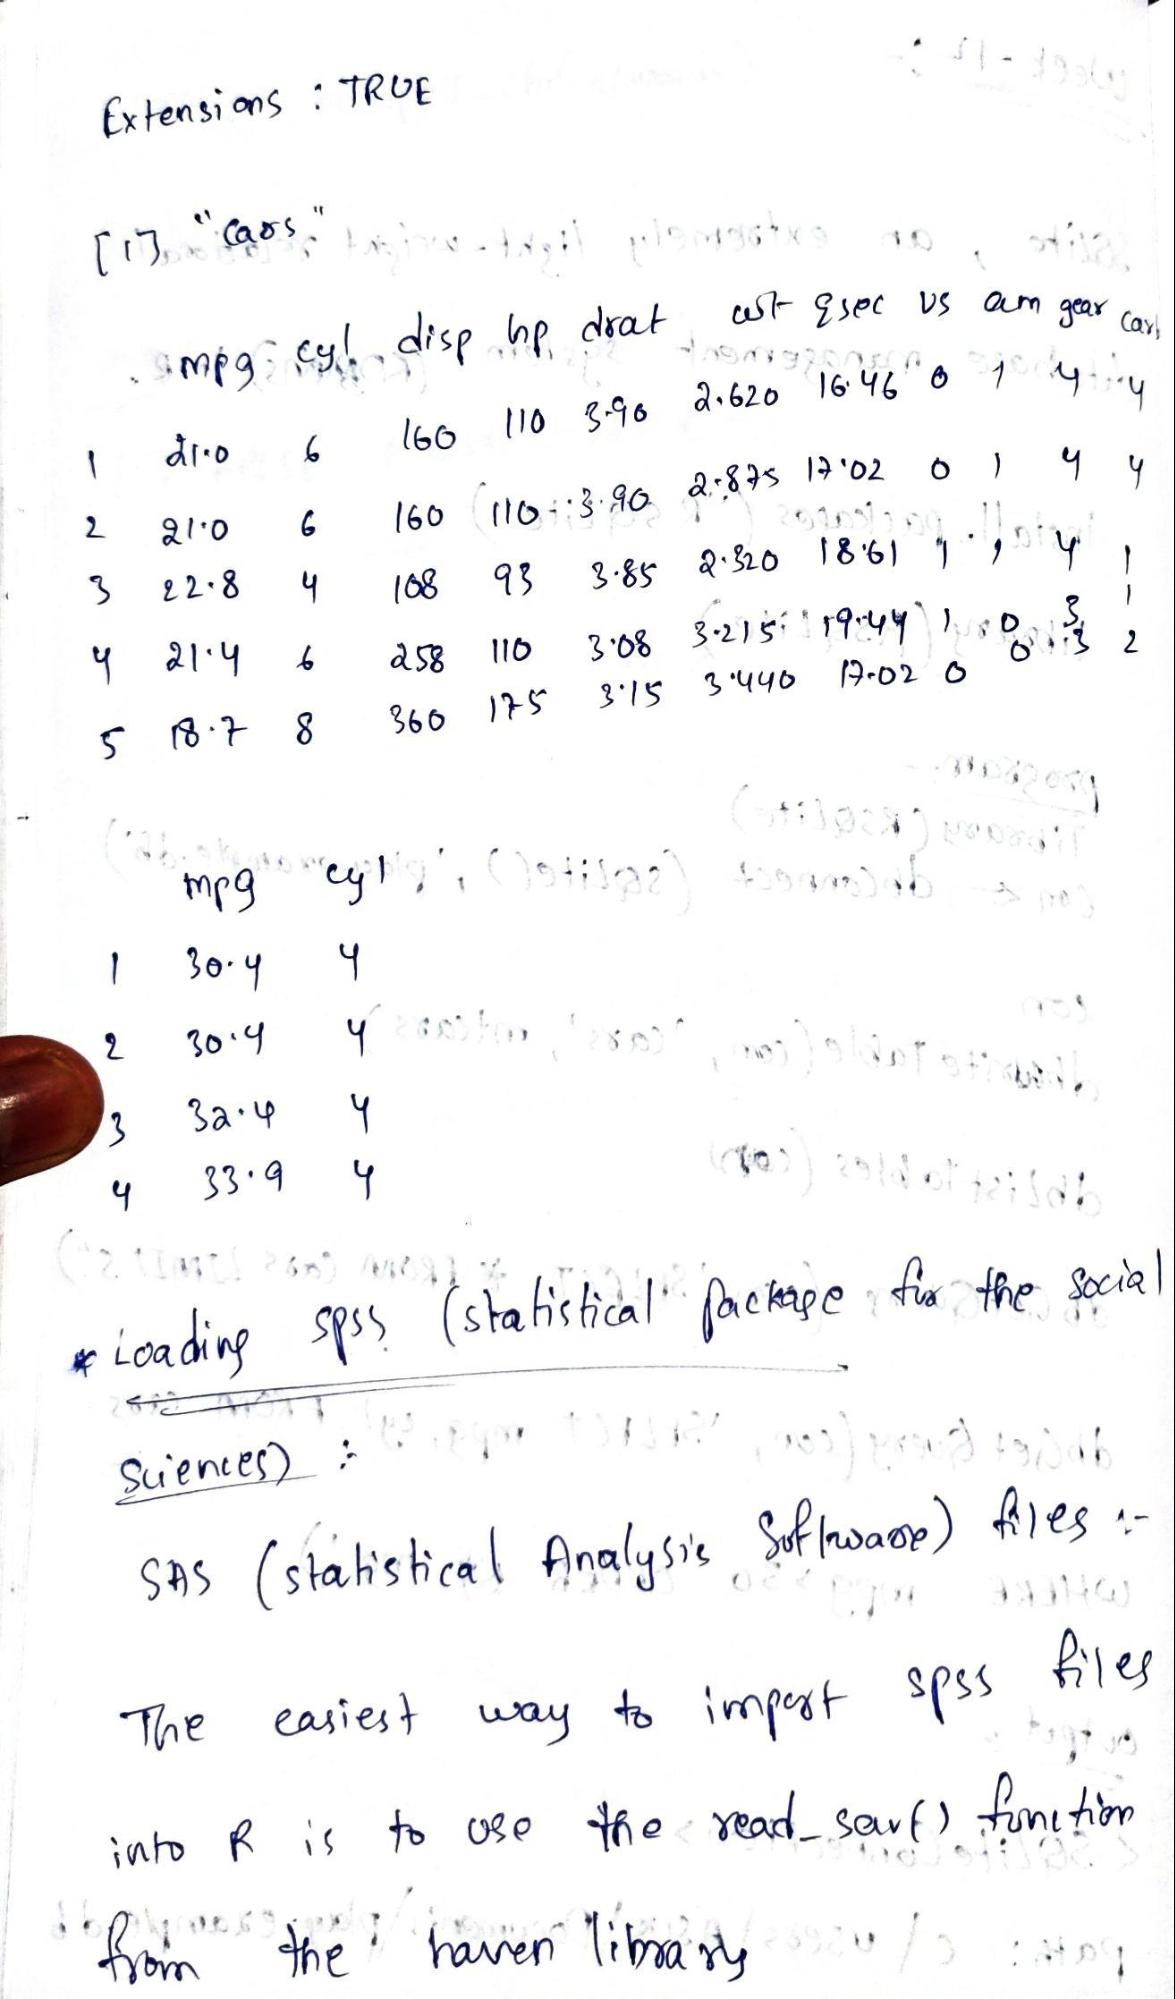 Extensions : TRUE
[1] "cars"
mpg cyl disp hp drat wt qsec vs am gear carb
1 21.0 6 160 110 3.90 2.620 16.46 0 1 4 4
2 21.0 6 160 110 3.90 2.875 17.02 0 1 4 4
3 22.8 4 108 93 3.85 2.320 18.61 1 1 4 1
4 21.4 6 258 110 3.08 3.215 19.44 1 0 3 1
5 18.7 8 360 175 3.15 3.440 17.02 0 0 3 2
mpg cyl
1 30.4 4
2 30.4 4
3 32.4 4
4 33.9 4
* Loading spss (statistical package for the social
sciences) :-
SAS (statistical Analysis Software) files :-
The easiest way to import spss files
into R is to use the read_sav() function
from the haven library